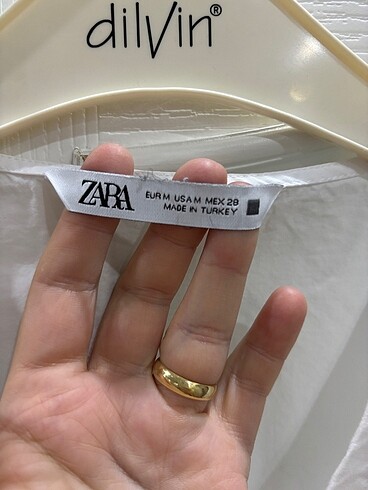 dilvin®
ZARA
EUR M USA M MEX 28
MADE IN TURKEY